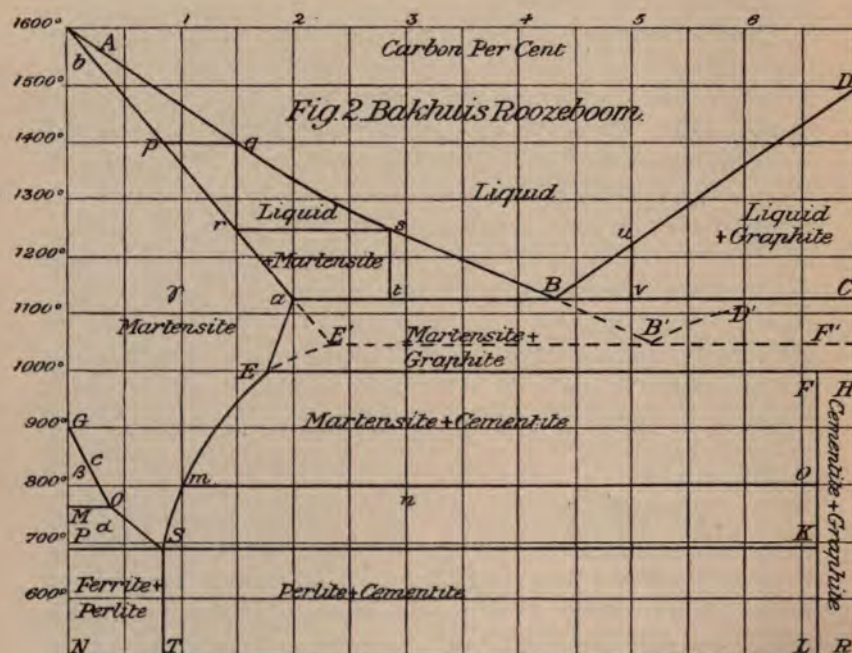 1 2 3 4 5 6
1600°
A
Carbon Per Cent
b
1500°
D
Fig. 2 Bakhuis Roozeboom.
1400°
p
q
1300°
Liquid
Liquid
Liquid
+Graphite
r
s
u
1200°
+Martensite
a
t
B
v
C
1100°
γ
Martensite
E'
Martensite+
Graphite
B'
D'
F'
1000°
E
F
H
900°
G
Martensite+Cementite
Cementite+Graphite
c
ß
m
O
800°
n
O
M
α
P
S
K
700°
Ferrite+
Perlite
Perlite+Cementite
600°
N
T
L
R